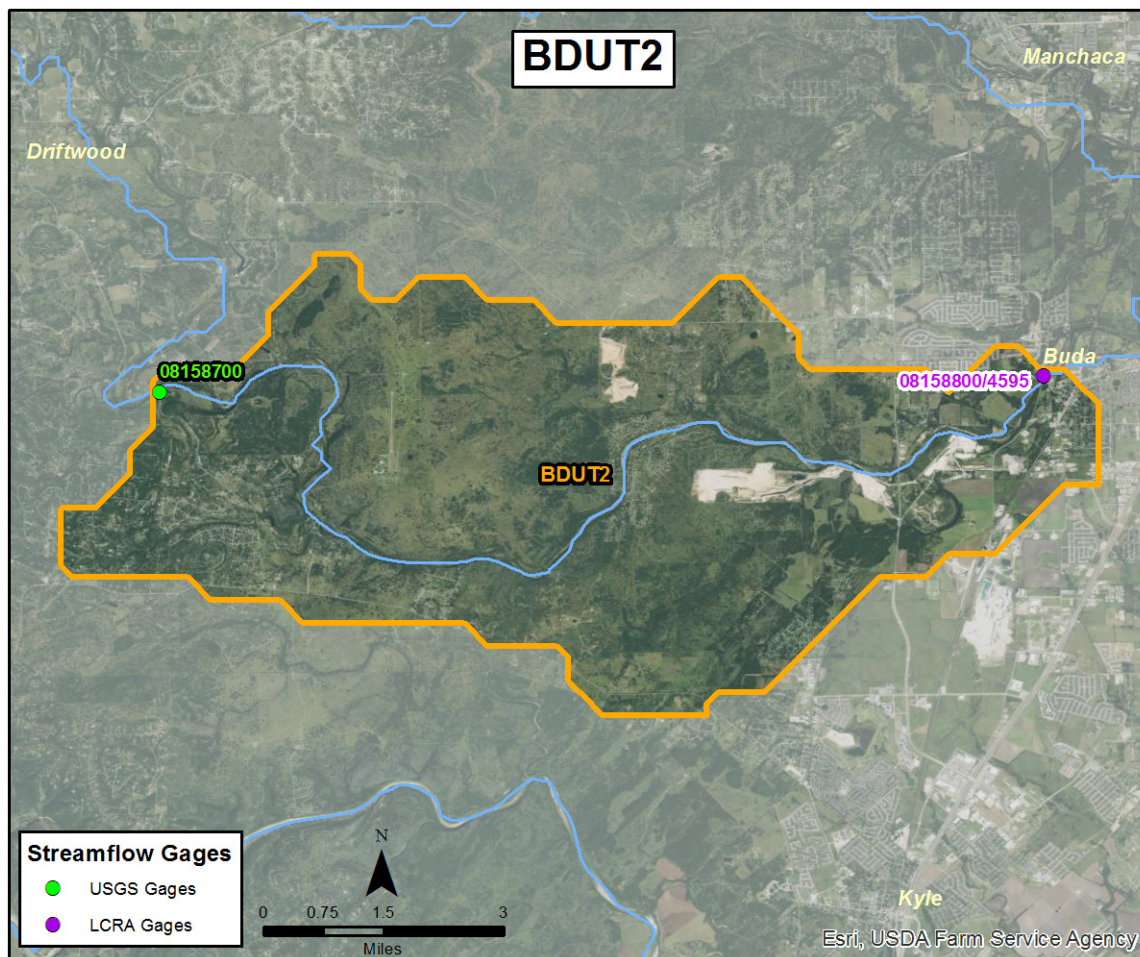 BDUT2
Manchaca
Driftwood
Buda
08158700
08158800/4595
BDUT2
Streamflow Gages
USGS Gages
LCRA Gages
N
0 0.75 1.5 3
Miles
Kyle
Esri, USDA Farm Service Agency